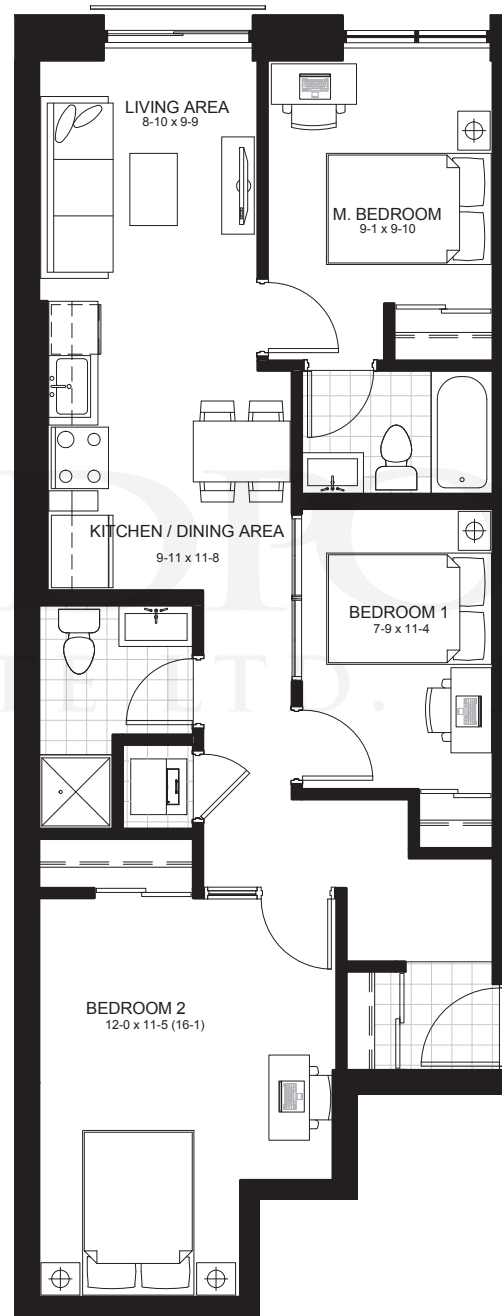 LIVING AREA
8-10 x 9-9
M. BEDROOM
9-1 x 9-10
KITCHEN / DINING AREA
9-11 x 11-8
BEDROOM 1
7-9 x 11-4
LTD.
BEDROOM 2
12-0 x 11-5 (16-1)